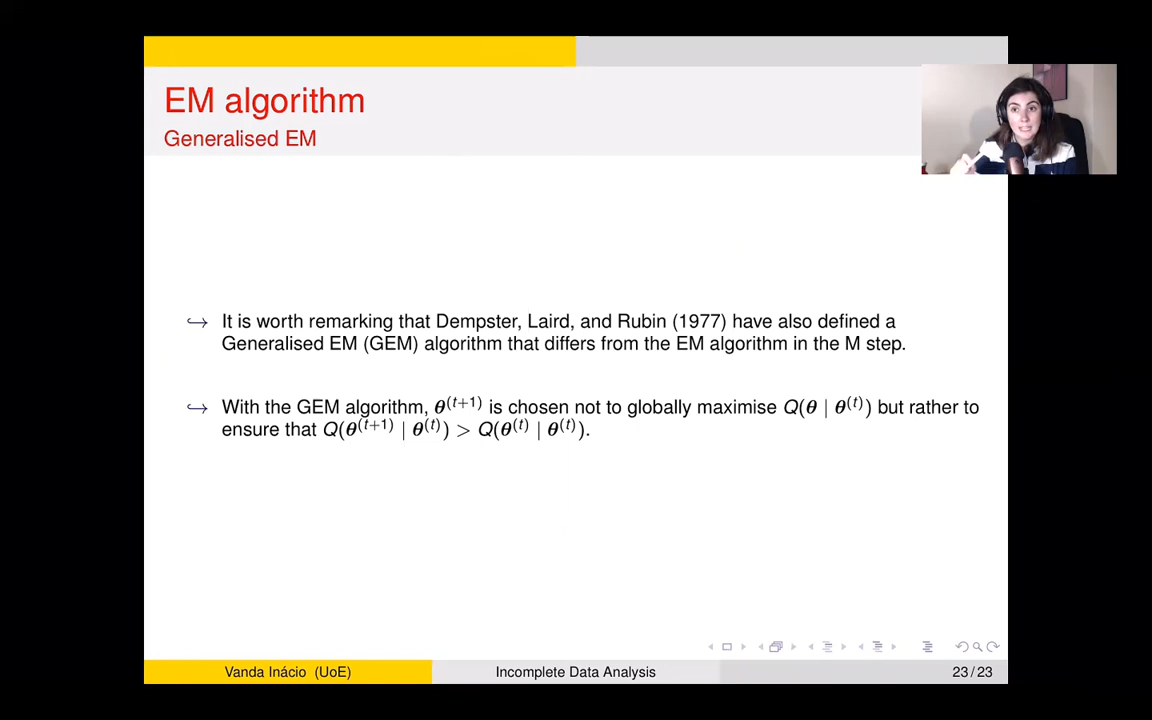 EM algorithm
Generalised EM
↪ It is worth remarking that Dempster, Laird, and Rubin (1977) have also defined a
Generalised EM (GEM) algorithm that differs from the EM algorithm in the M step.
↪ With the GEM algorithm, θ^(t+1) is chosen not to globally maximise Q(θ | θ^(t)) but rather to
ensure that Q(θ^(t+1) | θ^(t)) > Q(θ^(t) | θ^(t)).
Vanda Inácio (UoE) Incomplete Data Analysis 23 / 23